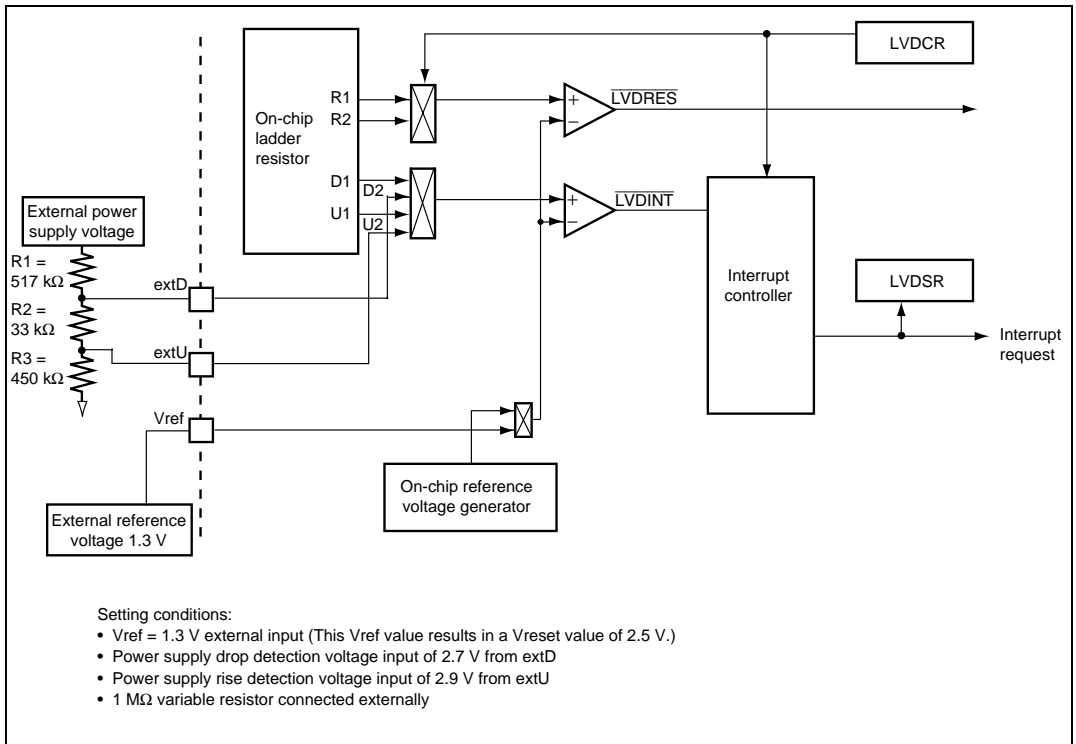 LVDCR
On-chip
ladder
resistor
R1
R2
D1
D2
U1
U2
+
−
LVDRES
+
−
LVDINT
External power
supply voltage
R1 =
517 kΩ
R2 =
33 kΩ
R3 =
450 kΩ
extD
extU
Vref
Interrupt
controller
LVDSR
Interrupt
request
On-chip reference
voltage generator
External reference
voltage 1.3 V
Setting conditions:
• Vref = 1.3 V external input (This Vref value results in a Vreset value of 2.5 V.)
• Power supply drop detection voltage input of 2.7 V from extD
• Power supply rise detection voltage input of 2.9 V from extU
• 1 MΩ variable resistor connected externally